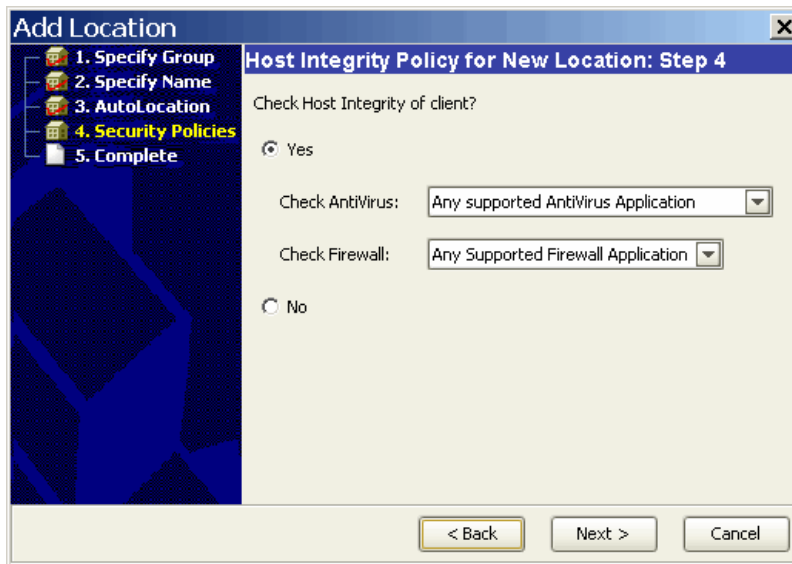 Add Location
1. Specify Group
2. Specify Name
3. AutoLocation
4. Security Policies
5. Complete
Host Integrity Policy for New Location: Step 4
Check Host Integrity of client?
Yes
Check AntiVirus: Any supported AntiVirus Application
Check Firewall: Any Supported Firewall Application
No
< Back Next > Cancel